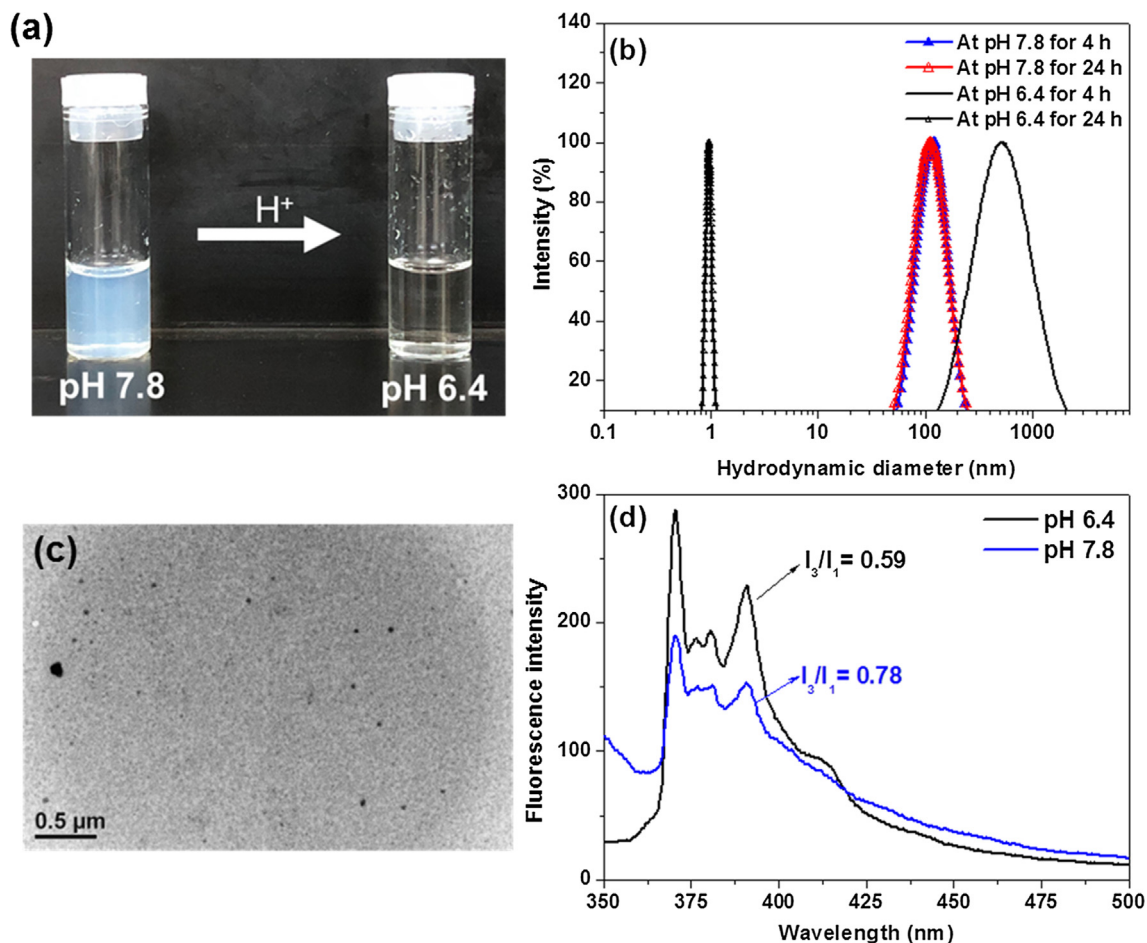 (a)
H⁺
pH 7.8
pH 6.4
(b)
At pH 7.8 for 4 h
At pH 7.8 for 24 h
At pH 6.4 for 4 h
At pH 6.4 for 24 h
Intensity (%)
140
120
100
80
60
40
20
0.1 1 10 100 1000
Hydrodynamic diameter (nm)
(c)
0.5 µm
(d)
pH 6.4
pH 7.8
I₃/I₁ = 0.59
I₃/I₁ = 0.78
Fluorescence intensity
300
200
100
0
350 375 400 425 450 475 500
Wavelength (nm)